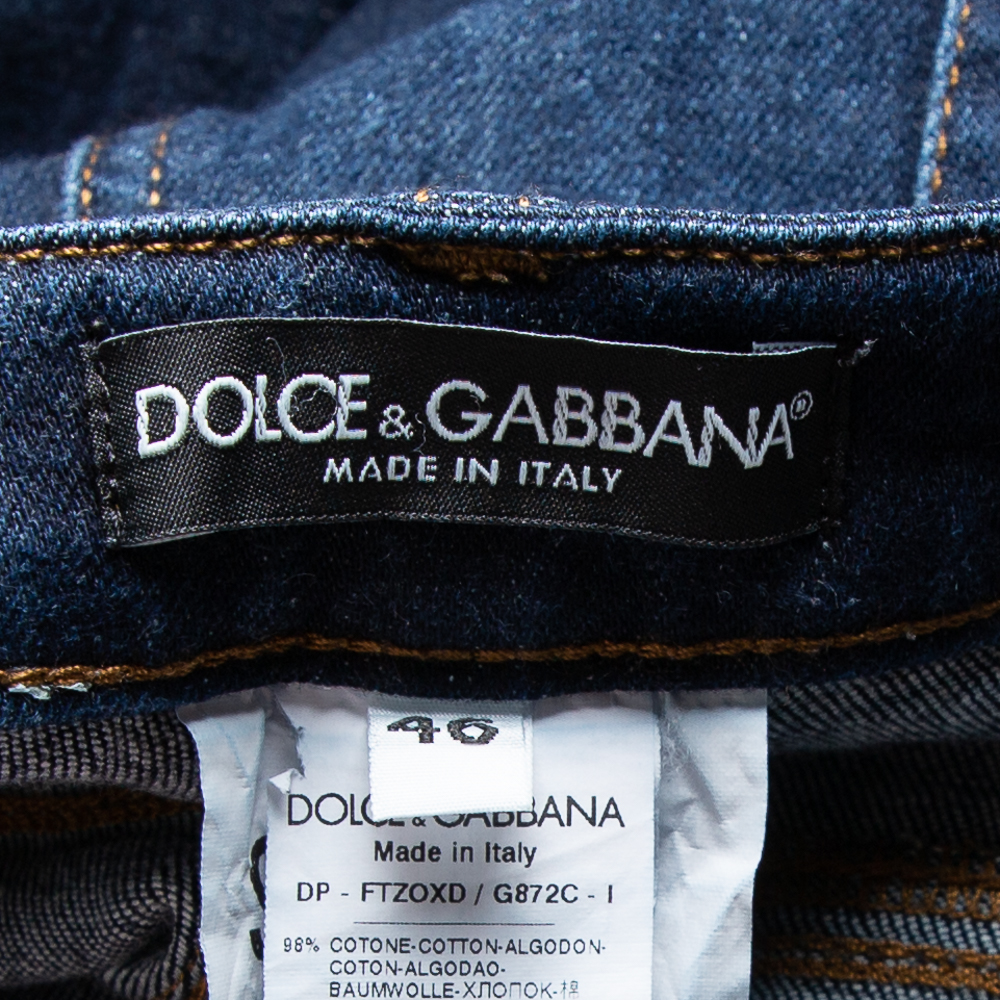 DOLCE & GABBANA®
MADE IN ITALY
46
DOLCE & GABBANA
Made in Italy
DP - FTZOXD / G872C - I
98% COTONE-COTTON-ALGODON-
COTON-ALGODAO-
BAUMWOLLE-ХЛОПОК-棉